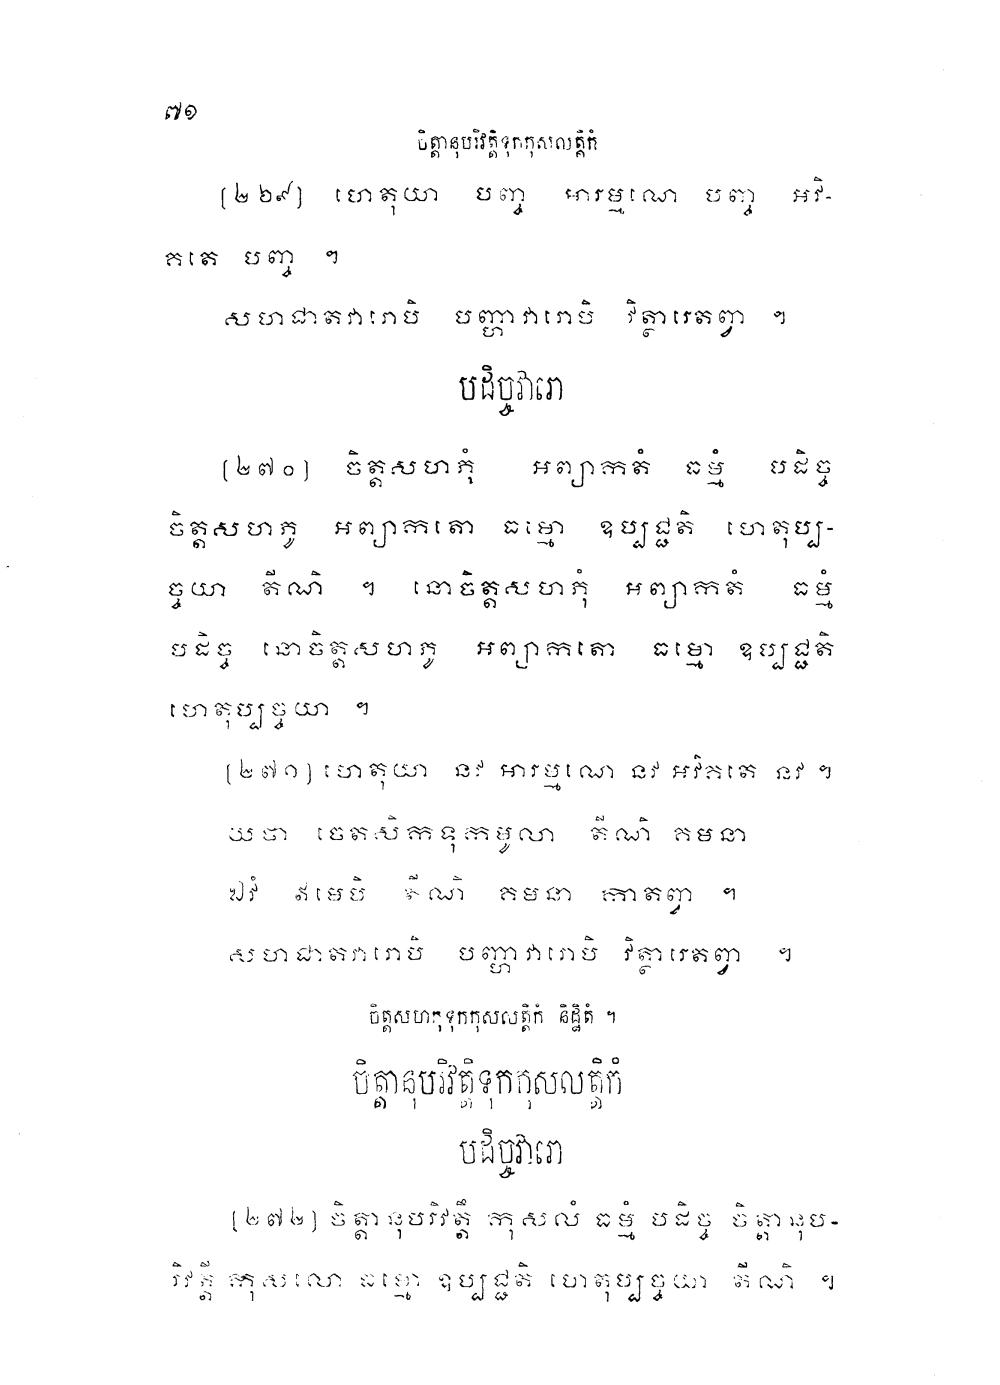 ៧១
ចិត្តានុបរិវត្តិទុកកុសលត្តិកំ
[២៦៩] ហេតុយា បញ្ច អារម្មណេ បញ្ច អវិ-
កតេ បញ្ច ។
សហជាតវារោបិ បញ្ហាវារោបិ វិត្ថារេតព្វា ។
បដិច្ចវារោ
[២៧០] ចិត្តសហភុំ អព្យាកតំ ធម្មំ បដិច្ច
ចិត្តសហភូ អព្យាកតោ ធម្មោ ឧប្បជ្ជតិ ហេតុប្ប-
ច្ចយា តីណិ ។ នោចិត្តសហភុំ អព្យាកតំ ធម្មំ
បដិច្ច នោចិត្តសហភូ អព្យាកតោ ធម្មោ ឧប្បជ្ជតិ
ហេតុប្បច្ចយា ។
[២៧១] ហេតុយា នវ អារម្មណេ នវ អវិគតេ នវ ។
យថា ចេតសិកទុកមូលា តីណិ គមនា
ឯវំ ឥមេបិ តីណិ គមនា កាតព្វា ។
សហជាតវារោបិ បញ្ហាវារោបិ វិត្ថារេតព្វា ។
ចិត្តសហភុទុកកុសលត្តិកំ និដ្ឋិតំ ។
ចិត្តានុបរិវត្តិទុកកុសលត្តិកំ
បដិច្ចវារោ
[២៧២] ចិត្តានុបរិវត្តឹ កុសលំ ធម្មំ បដិច្ច ចិត្តានុប-
រិវត្តី កុសលោ ធម្មោ ឧប្បជ្ជតិ ហេតុប្បច្ចយា តីណិ ។